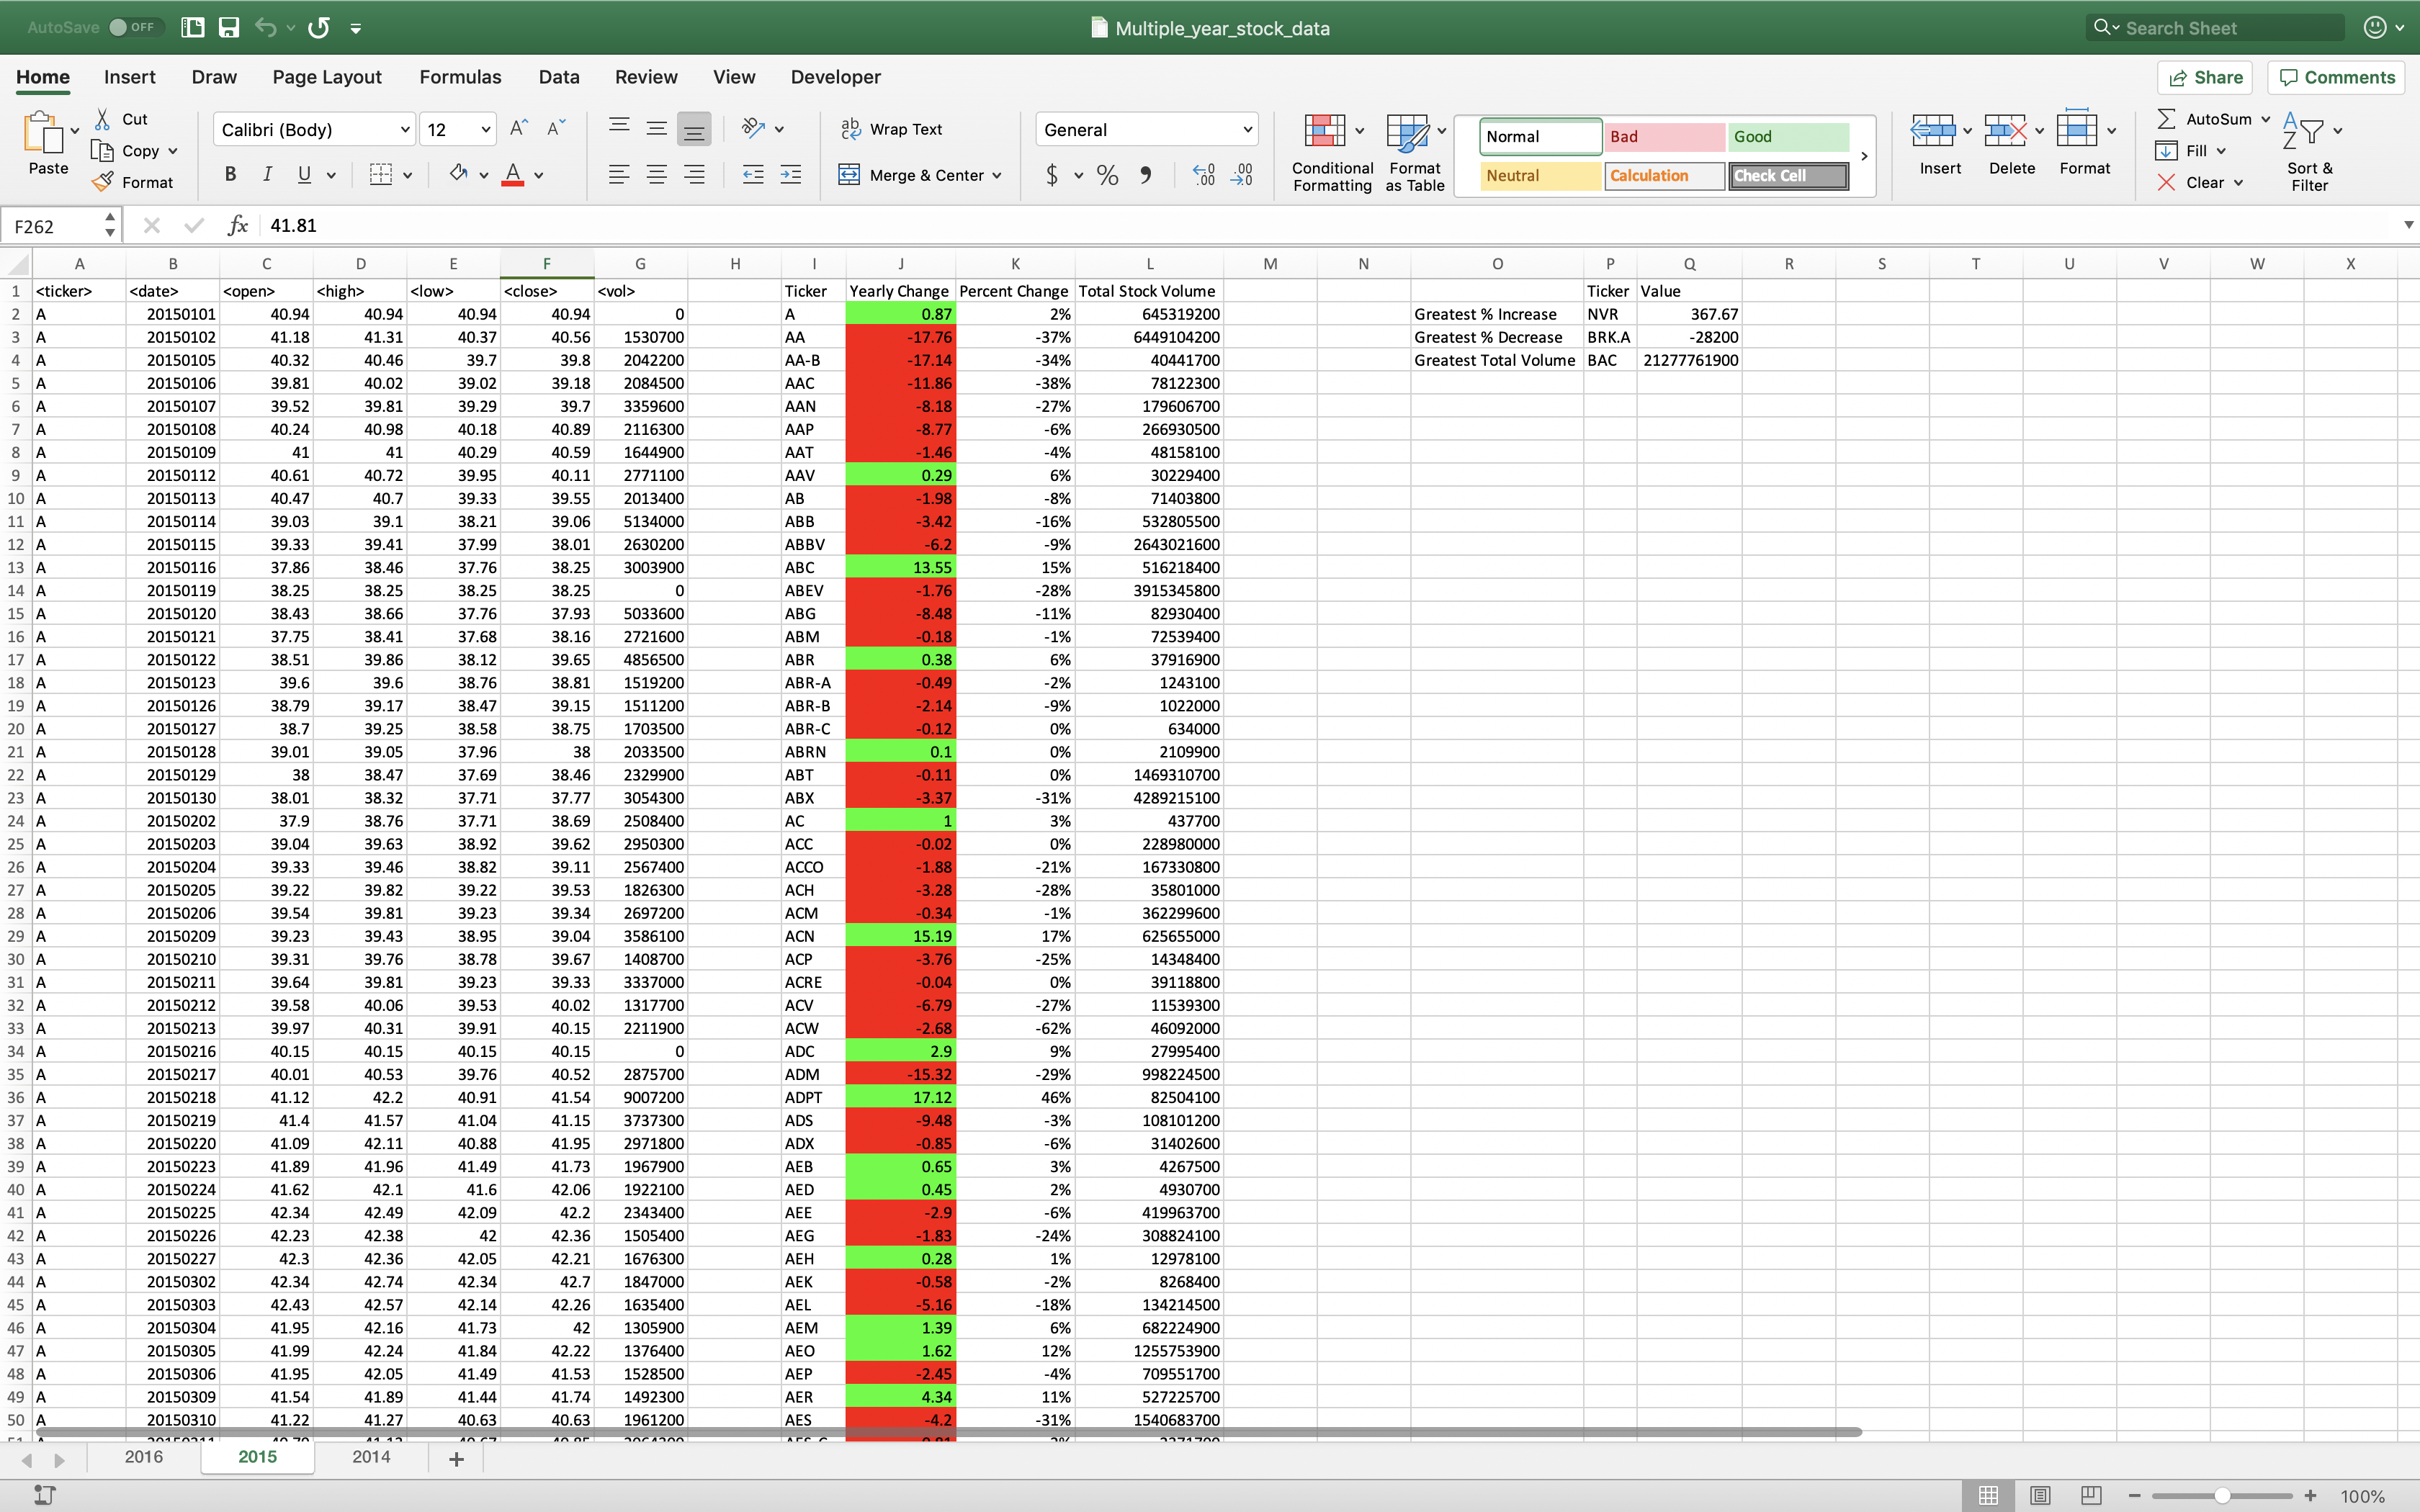 AutoSave OFF Multiple_year_stock_data Search Sheet
Home Insert Draw Page Layout Formulas Data Review View Developer Share Comments
Paste Cut Copy Format Calibri (Body) 12 Wrap Text Merge & Center General Conditional Formatting Format as Table Normal Bad Good Neutral Calculation Check Cell Insert Delete Format AutoSum Fill Clear Sort & Filter
F262 fx 41.81
A B C D E F G H I J K L M N O P Q R S T U V W X
1 <ticker> <date> <open> <high> <low> <close> <vol> Ticker Yearly Change Percent Change Total Stock Volume Ticker Value
2 A 20150101 40.94 40.94 40.94 40.94 0 A 0.87 2% 645319200 Greatest % Increase NVR 367.67
3 A 20150102 41.18 41.31 40.37 40.56 1530700 AA -17.76 -37% 6449104200 Greatest % Decrease BRK.A -28200
4 A 20150105 40.32 40.46 39.7 39.8 2042200 AA-B -17.14 -34% 40441700 Greatest Total Volume BAC 21277761900
5 A 20150106 39.81 40.02 39.02 39.18 2084500 AAC -11.86 -38% 78122300
6 A 20150107 39.52 39.81 39.29 39.7 3359600 AAN -8.18 -27% 179606700
7 A 20150108 40.24 40.98 40.18 40.89 2116300 AAP -8.77 -6% 266930500
8 A 20150109 41 41 40.29 40.59 1644900 AAT -1.46 -4% 48158100
9 A 20150112 40.61 40.72 39.95 40.11 2771100 AAV 0.29 6% 30229400
10 A 20150113 40.47 40.7 39.33 39.55 2013400 AB -1.98 -8% 71403800
11 A 20150114 39.03 39.1 38.21 39.06 5134000 ABB -3.42 -16% 532805500
12 A 20150115 39.33 39.41 37.99 38.01 2630200 ABBV -6.2 -9% 2643021600
13 A 20150116 37.86 38.46 37.76 38.25 3003900 ABC 13.55 15% 516218400
14 A 20150119 38.25 38.25 38.25 38.25 0 ABEV -1.76 -28% 3915345800
15 A 20150120 38.43 38.66 37.76 37.93 5033600 ABG -8.48 -11% 82930400
16 A 20150121 37.75 38.41 37.68 38.16 2721600 ABM -0.18 -1% 72539400
17 A 20150122 38.51 39.86 38.12 39.65 4856500 ABR 0.38 6% 37916900
18 A 20150123 39.6 39.6 38.76 38.81 1519200 ABR-A -0.49 -2% 1243100
19 A 20150126 38.79 39.17 38.47 39.15 1511200 ABR-B -2.14 -9% 1022000
20 A 20150127 38.7 39.25 38.58 38.75 1703500 ABR-C -0.12 0% 634000
21 A 20150128 39.01 39.05 37.96 38 2033500 ABRN 0.1 0% 2109900
22 A 20150129 38 38.47 37.69 38.46 2329900 ABT -0.11 0% 1469310700
23 A 20150130 38.01 38.32 37.71 37.77 3054300 ABX -3.37 -31% 4289215100
24 A 20150202 37.9 38.76 37.71 38.69 2508400 AC 1 3% 437700
25 A 20150203 39.04 39.63 38.92 39.62 2950300 ACC -0.02 0% 228980000
26 A 20150204 39.33 39.46 38.82 39.11 2567400 ACCO -1.88 -21% 167330800
27 A 20150205 39.22 39.82 39.22 39.53 1826300 ACH -3.28 -28% 35801000
28 A 20150206 39.54 39.81 39.23 39.34 2697200 ACM -0.34 -1% 362299600
29 A 20150209 39.23 39.43 38.95 39.04 3586100 ACN 15.19 17% 625655000
30 A 20150210 39.31 39.76 38.78 39.67 1408700 ACP -3.76 -25% 14348400
31 A 20150211 39.64 39.81 39.23 39.33 3337000 ACRE -0.04 0% 39118800
32 A 20150212 39.58 40.06 39.53 40.02 1317700 ACV -6.79 -27% 11539300
33 A 20150213 39.97 40.31 39.91 40.15 2211900 ACW -2.68 -62% 46092000
34 A 20150216 40.15 40.15 40.15 40.15 0 ADC 2.9 9% 27995400
35 A 20150217 40.01 40.53 39.76 40.52 2875700 ADM -15.32 -29% 998224500
36 A 20150218 41.12 42.2 40.91 41.54 9007200 ADPT 17.12 46% 82504100
37 A 20150219 41.4 41.57 41.04 41.15 3737300 ADS -9.48 -3% 108101200
38 A 20150220 41.09 42.11 40.88 41.95 2971800 ADX -0.85 -6% 31402600
39 A 20150223 41.89 41.96 41.49 41.73 1967900 AEB 0.65 3% 4267500
40 A 20150224 41.62 42.1 41.6 42.06 1922100 AED 0.45 2% 4930700
41 A 20150225 42.34 42.49 42.09 42.2 2343400 AEE -2.9 -6% 419963700
42 A 20150226 42.23 42.38 42 42.36 1505400 AEG -1.83 -24% 308824100
43 A 20150227 42.3 42.36 42.05 42.21 1676300 AEH 0.28 1% 12978100
44 A 20150302 42.34 42.74 42.34 42.7 1847000 AEK -0.58 -2% 8268400
45 A 20150303 42.43 42.57 42.14 42.26 1635400 AEL -5.16 -18% 134214500
46 A 20150304 41.95 42.16 41.73 42 1305900 AEM 1.39 6% 682224900
47 A 20150305 41.99 42.24 41.84 42.22 1376400 AEO 1.62 12% 1255753900
48 A 20150306 41.95 42.05 41.49 41.53 1528500 AEP -2.45 -4% 709551700
49 A 20150309 41.54 41.89 41.44 41.74 1492300 AER 4.34 11% 527225700
50 A 20150310 41.22 41.27 40.63 40.63 1961200 AES -4.2 -31% 1540683700
2016 2015 2014 +
100%